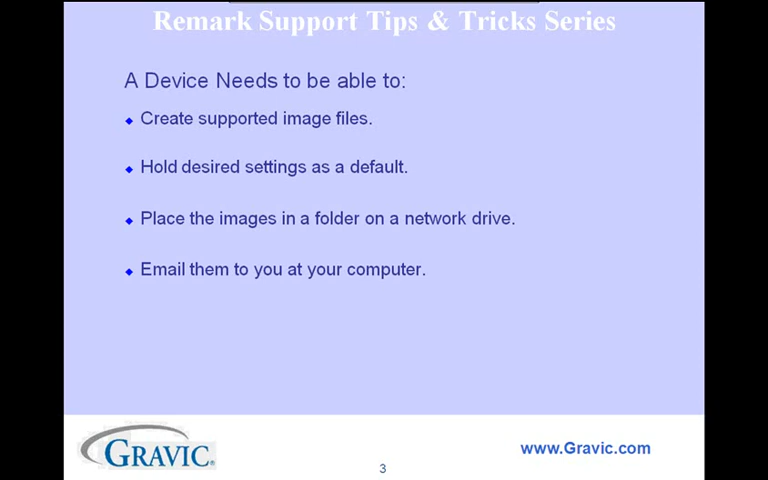 Remark Support Tips & Tricks Series
A Device Needs to be able to:
Create supported image files.
Hold desired settings as a default.
Place the images in a folder on a network drive.
Email them to you at your computer.
GRAVIC®
www.Gravic.com
3